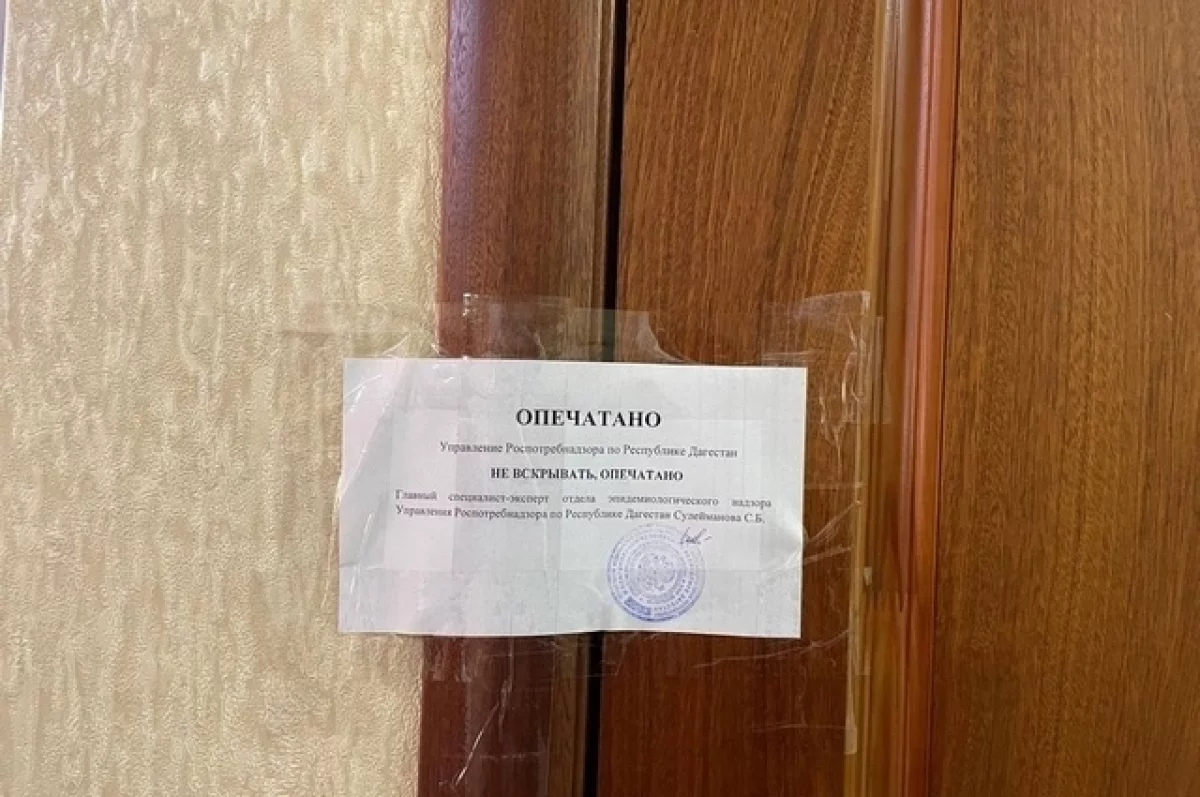 ОПЕЧАТАНО
Управление Роспотребнадзора по Республике Дагестан
НЕ ВСКРЫВАТЬ, ОПЕЧАТАНО
Главный специалист-эксперт отдела эпидемиологического надзора
Управления Роспотребнадзора по Республике Дагестан Сулейманова С.Б.